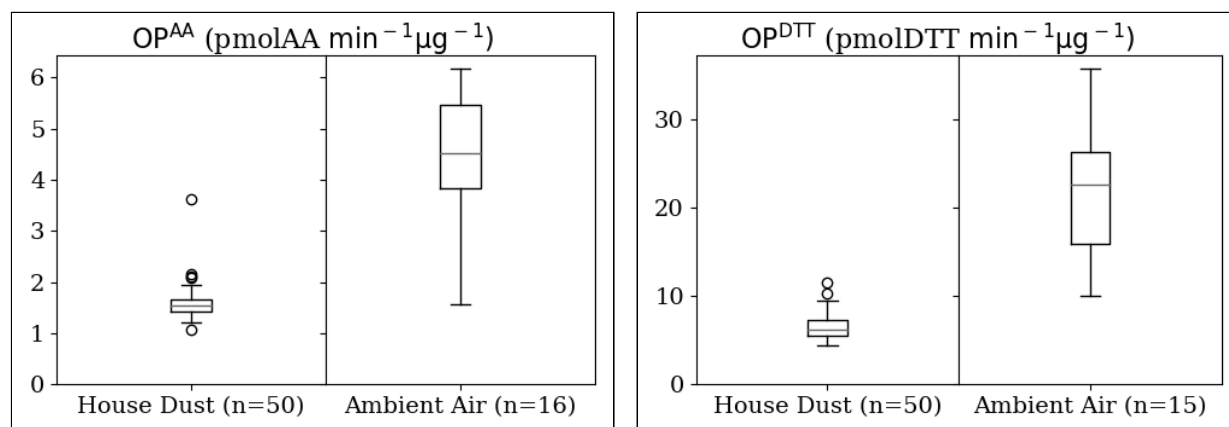 OP^AA (pmolAA min⁻¹µg⁻¹)
6
5
4
3
2
1
0
House Dust (n=50) Ambient Air (n=16)
OP^DTT (pmolDTT min⁻¹µg⁻¹)
30
20
10
0
House Dust (n=50) Ambient Air (n=15)